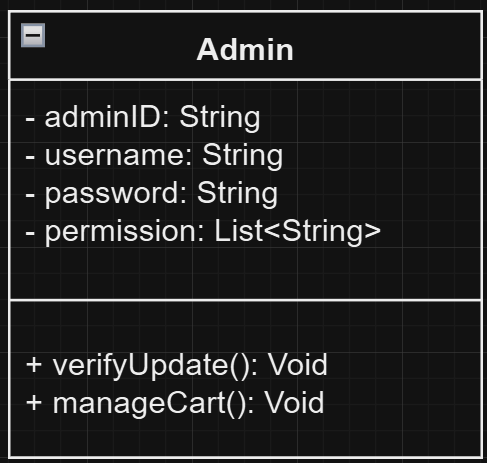 Admin
- adminID: String
- username: String
- password: String
- permission: List<String>
+ verifyUpdate(): Void
+ manageCart(): Void